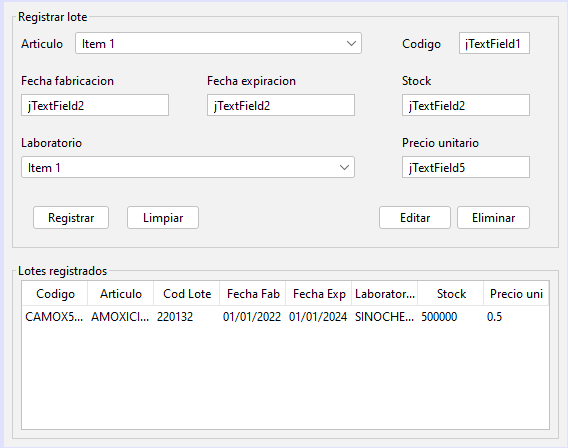 Registrar lote
Articulo Item 1 Codigo jTextField1
Fecha fabricacion Fecha expiracion Stock
jTextField2 jTextField2 jTextField2
Laboratorio Precio unitario
Item 1 jTextField5
Registrar Limpiar Editar Eliminar
Lotes registrados
Codigo Articulo Cod Lote Fecha Fab Fecha Exp Laborator... Stock Precio uni
CAMOX5... AMOXICI... 220132 01/01/2022 01/01/2024 SINOCHE... 500000 0.5